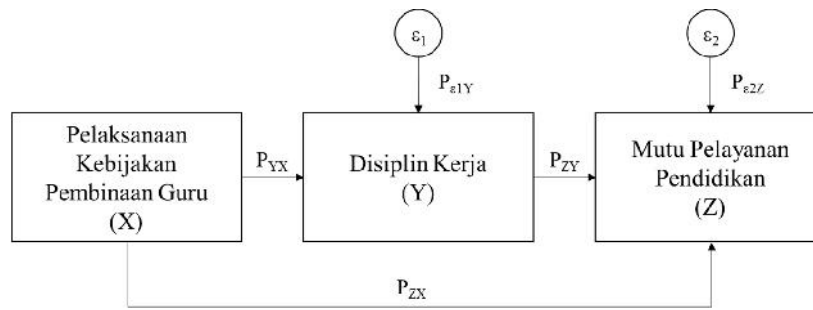 ε1
ε2
Pε1Y
Pε2Z
Pelaksanaan
Kebijakan
Pembinaan Guru
(X)
PYX
Disiplin Kerja
(Y)
PZY
Mutu Pelayanan
Pendidikan
(Z)
PZX